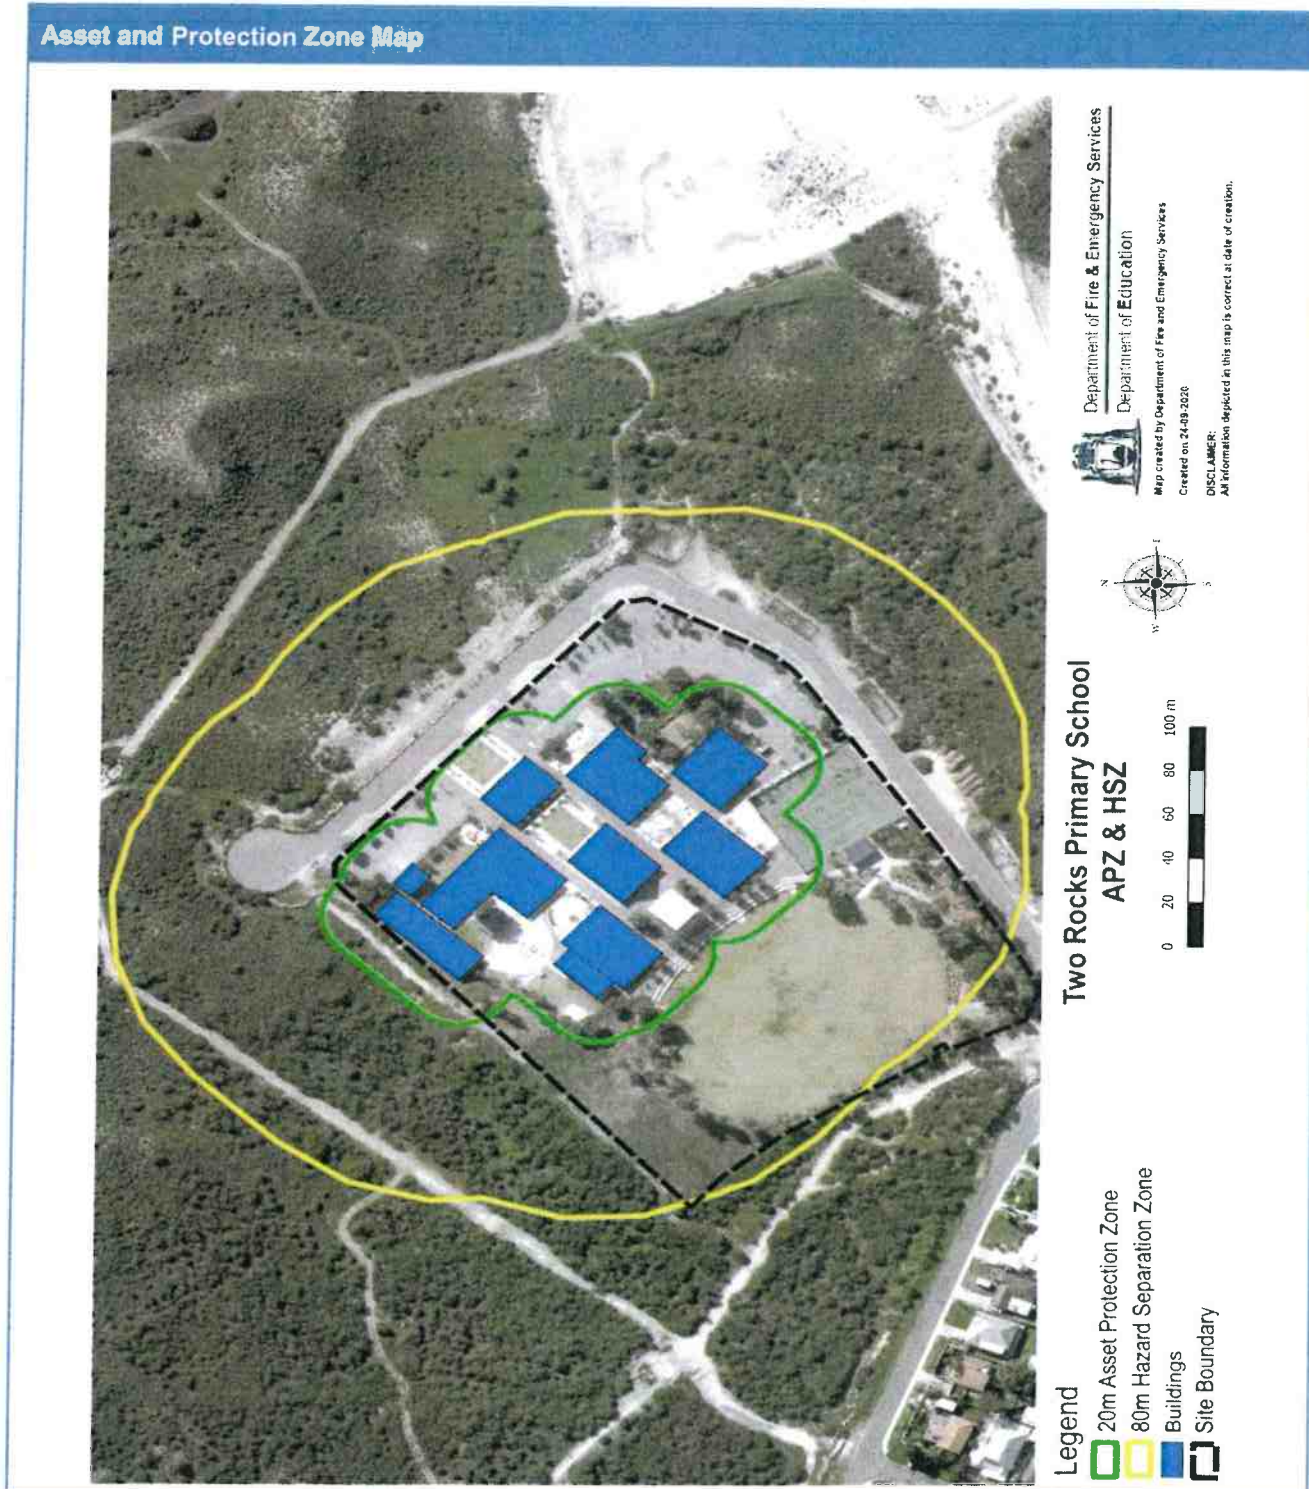 Asset and Protection Zone Map
Department of Fire & Emergency Services
Department of Education
Map created by Department of Fire and Emergency Services
Created on 24-09-2020
DISCLAIMER:
All information depicted in this map is correct at date of creation.
N
W
S
Two Rocks Primary School
APZ & HSZ
0 20 40 60 80 100 m
Legend
20m Asset Protection Zone
80m Hazard Separation Zone
Buildings
Site Boundary